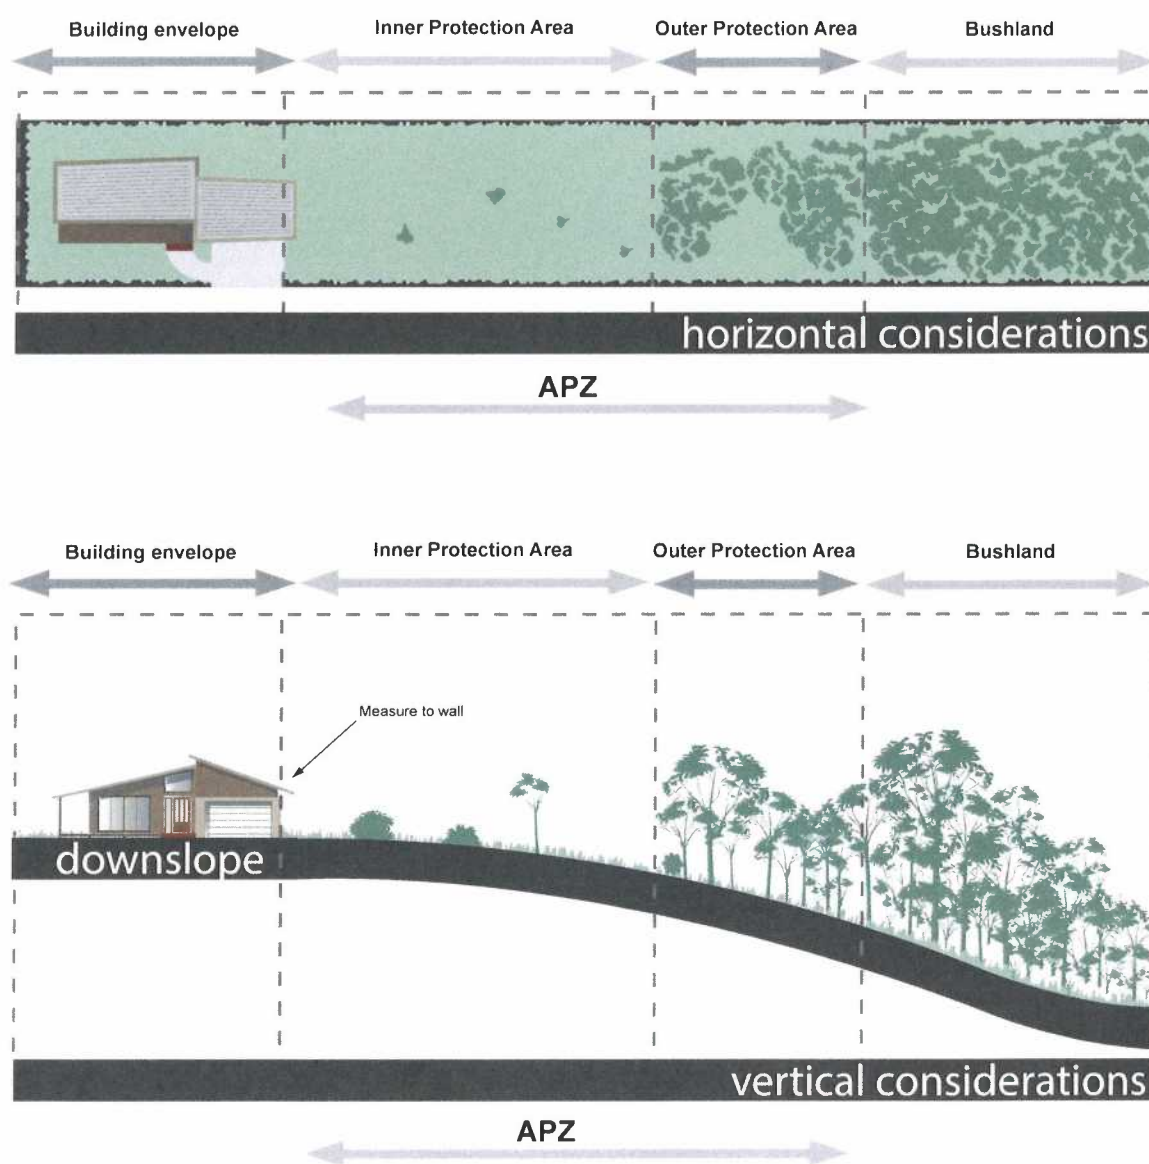 Building envelope
Inner Protection Area
Outer Protection Area
Bushland
horizontal considerations
APZ
Building envelope
Inner Protection Area
Outer Protection Area
Bushland
Measure to wall
downslope
vertical considerations
APZ